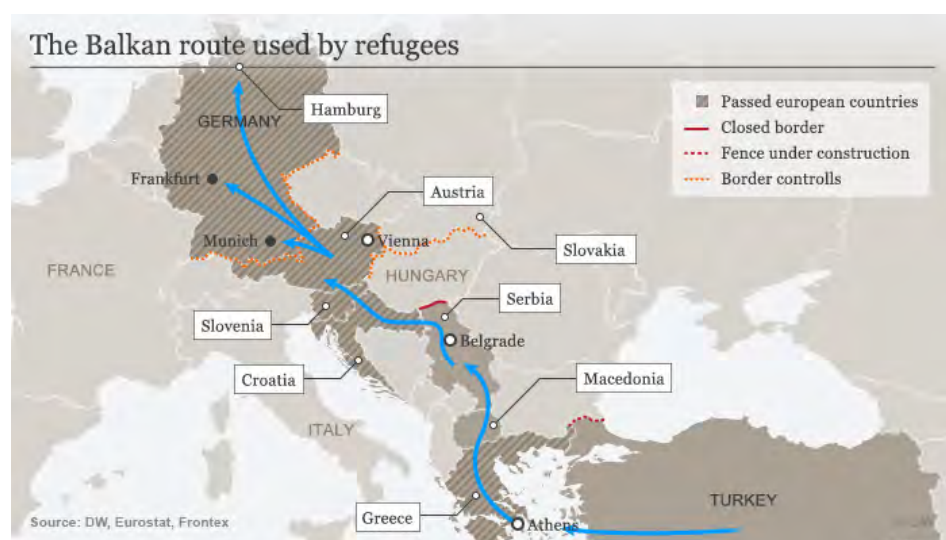 The Balkan route used by refugees
Hamburg
GERMANY
Passed european countries
Closed border
Fence under construction
Border controlls
Frankfurt
Austria
Munich
Vienna
Slovakia
FRANCE
HUNGARY
Serbia
Slovenia
Belgrade
Croatia
Macedonia
ITALY
TURKEY
Greece
Source: DW, Eurostat, Frontex
Athens